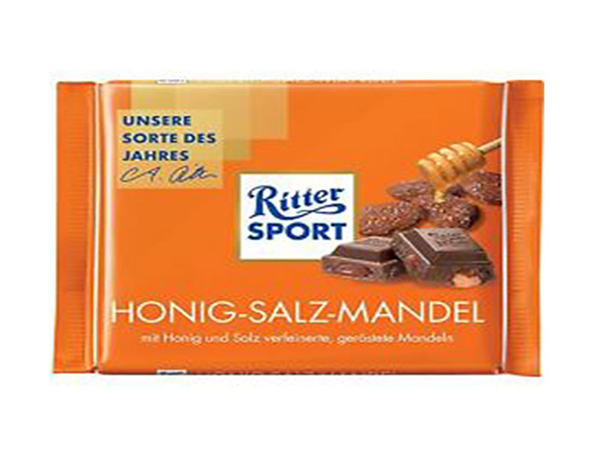 UNSERE
SORTE DES
JAHRES
Ritter
SPORT
HONIG-SALZ-MANDEL
mit Honig und Salz verfeinerte, geröstete Mandeln